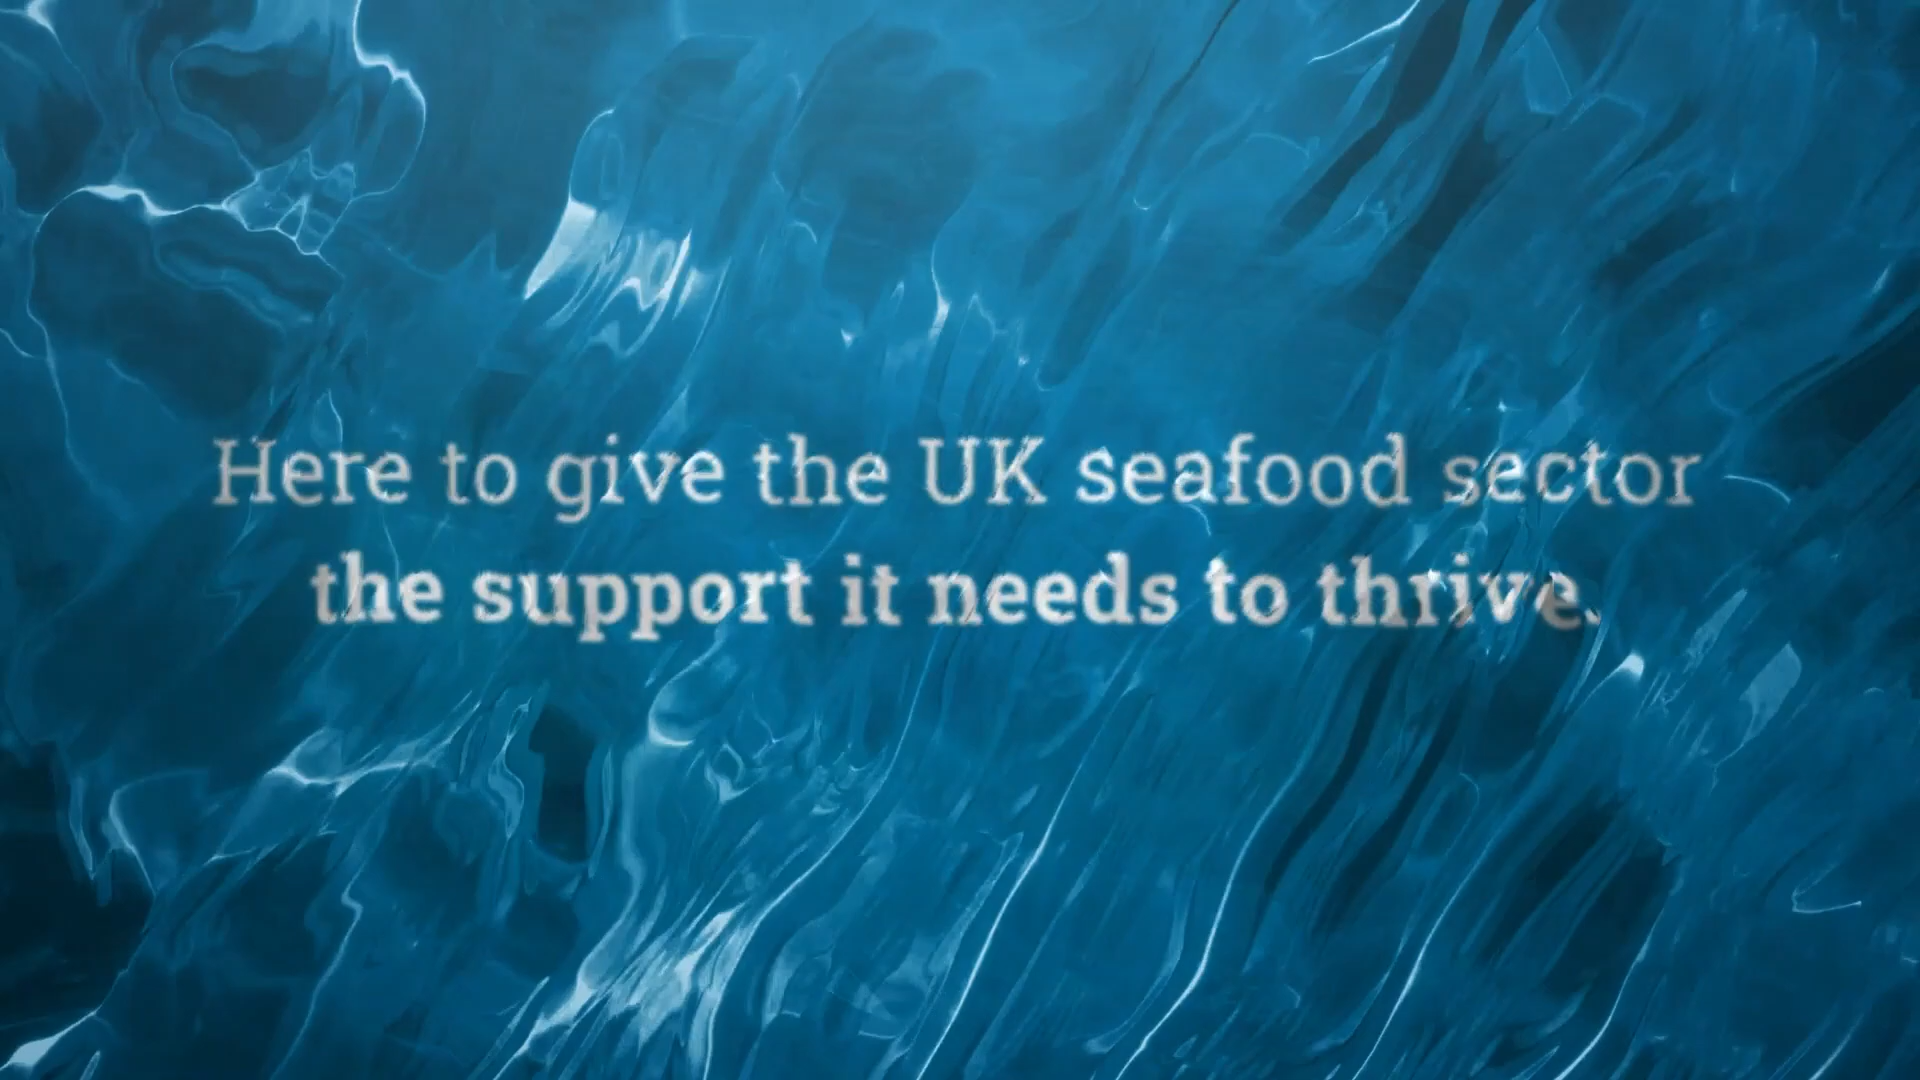 Here to give the UK seafood sector
the support it needs to thrive.